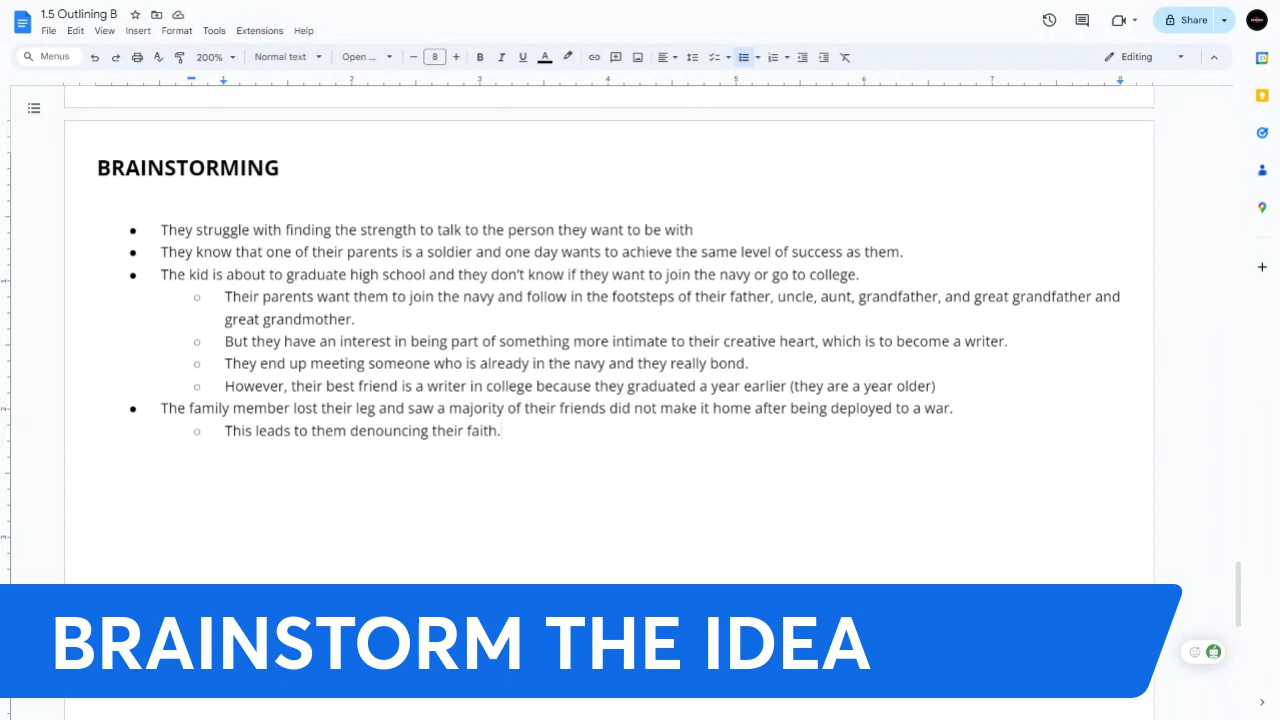 1.5 Outlining B
File Edit View Insert Format Tools Extensions Help
Share
Menus 200% Normal text Open ... 8 Editing
2 3 4 5 6 7 8
1
2
3
BRAINSTORMING
● They struggle with finding the strength to talk to the person they want to be with
● They know that one of their parents is a soldier and one day wants to achieve the same level of success as them.
● The kid is about to graduate high school and they don't know if they want to join the navy or go to college.
○ Their parents want them to join the navy and follow in the footsteps of their father, uncle, aunt, grandfather, and great grandfather and
great grandmother.
○ But they have an interest in being part of something more intimate to their creative heart, which is to become a writer.
○ They end up meeting someone who is already in the navy and they really bond.
○ However, their best friend is a writer in college because they graduated a year earlier (they are a year older)
● The family member lost their leg and saw a majority of their friends did not make it home after being deployed to a war.
○ This leads to them denouncing their faith.
BRAINSTORM THE IDEA